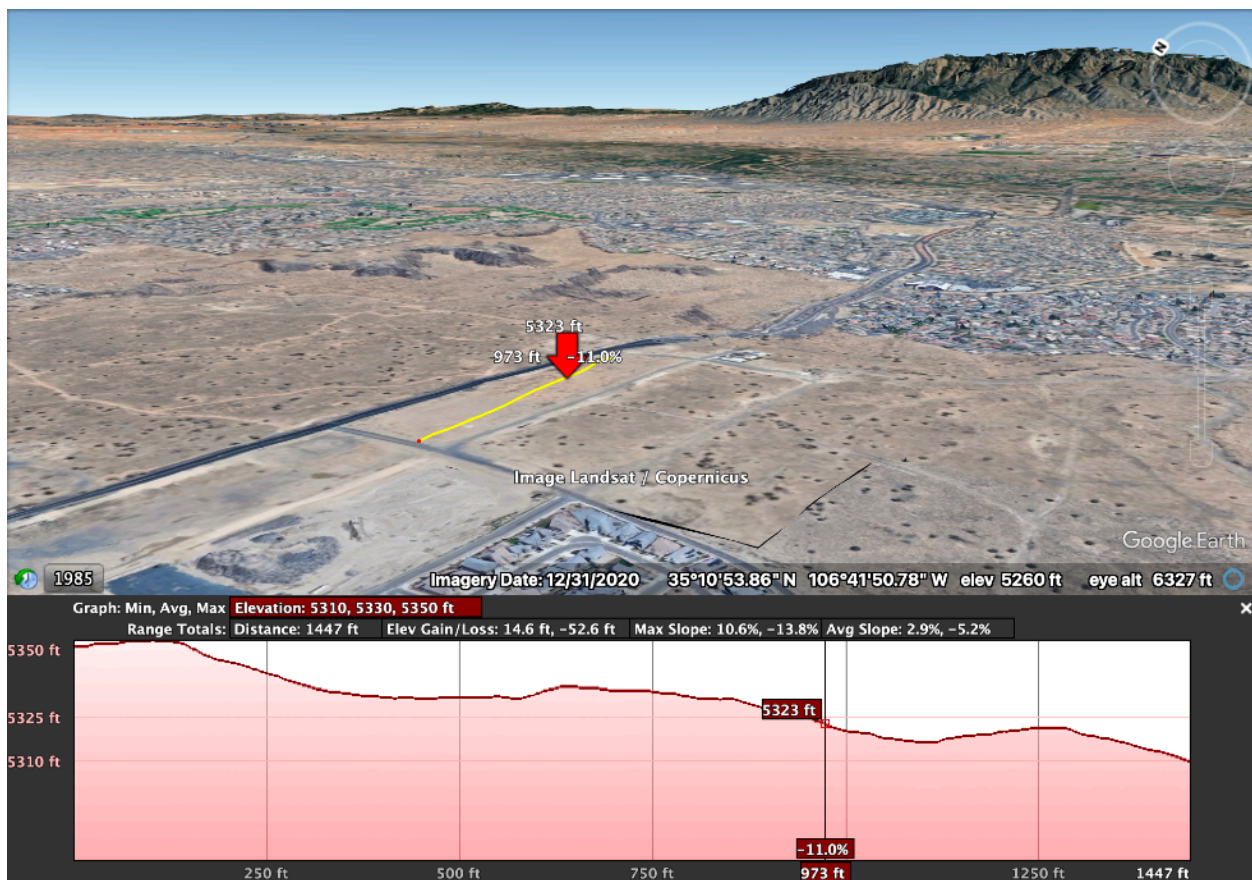 N
5323 ft
973 ft -11.0%
Image Landsat / Copernicus
Google Earth
1985 Imagery Date: 12/31/2020 35°10'53.86" N 106°41'50.78" W elev 5260 ft eye alt 6327 ft
Graph: Min, Avg, Max Elevation: 5310, 5330, 5350 ft
Range Totals: Distance: 1447 ft Elev Gain/Loss: 14.6 ft, -52.6 ft Max Slope: 10.6%, -13.8% Avg Slope: 2.9%, -5.2%
5350 ft
5323 ft
5325 ft
5310 ft
-11.0%
250 ft 500 ft 750 ft 973 ft 1250 ft 1447 ft